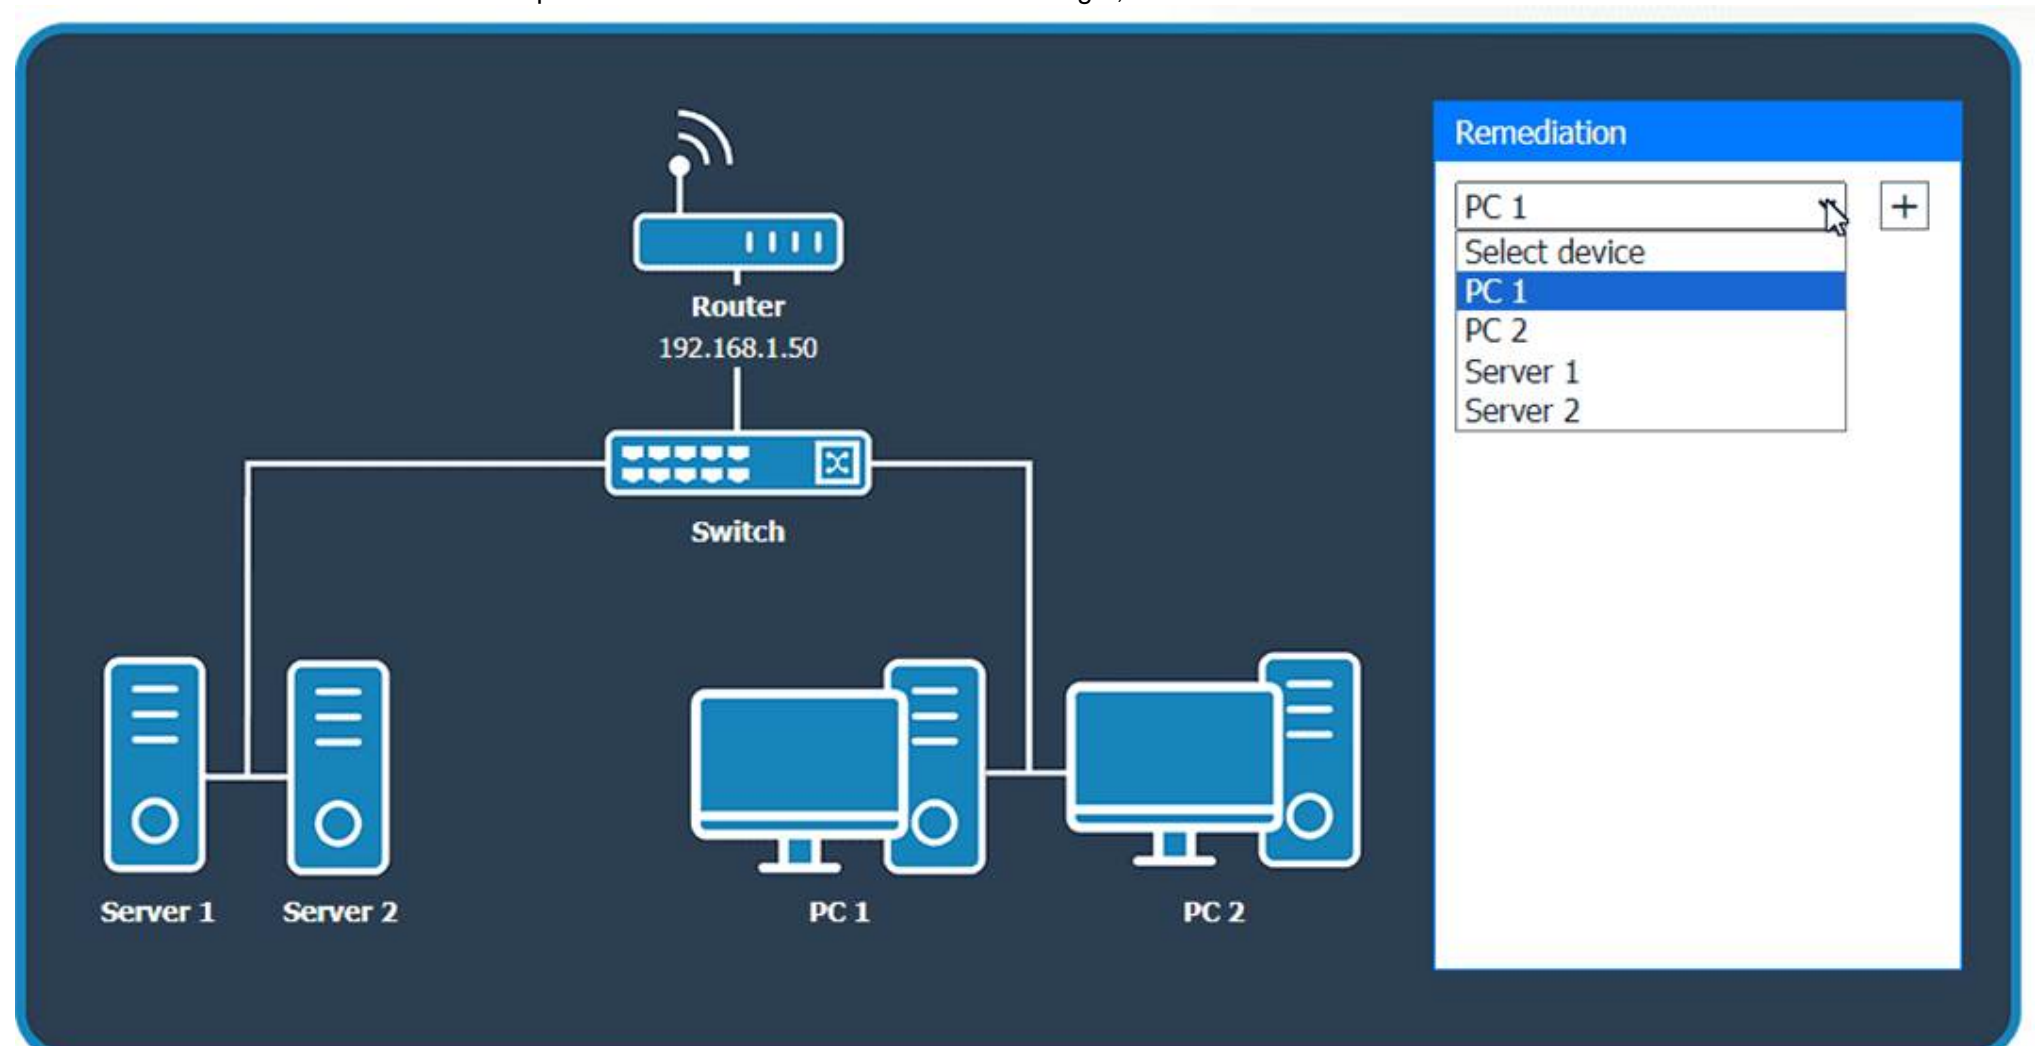 Remediation
PC 1
+
Select device
PC 1
PC 2
Server 1
Server 2
Router
192.168.1.50
Switch
Server 1
Server 2
PC 1
PC 2